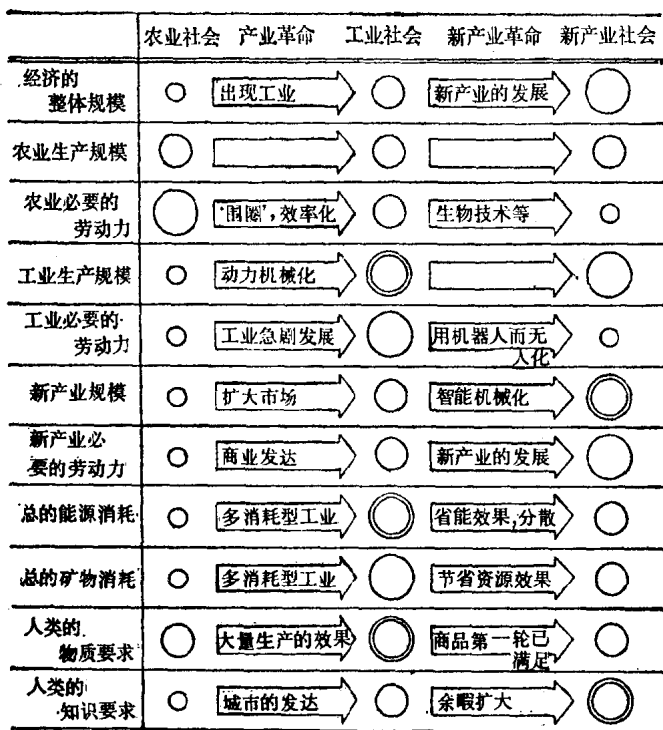 农业社会 产业革命 工业社会 新产业革命 新产业社会
经济的
整体规模 出现工业 新产业的发展
农业生产规模
农业必要的
劳动力 “围圈”，效率化 生物技术等
工业生产规模 动力机械化
工业必要的
劳动力 工业急剧发展 用机器人而无
人化
新产业规模 扩大市场 智能机械化
新产业必
要的劳动力 商业发达 新产业的发展
总的能源消耗 多消耗型工业 省能效果，分散
总的矿物消耗 多消耗型工业 节省资源效果
人类的
物质要求 大量生产的效果 商品第一轮已
满足
人类的
知识要求 城市的发达 余暇扩大